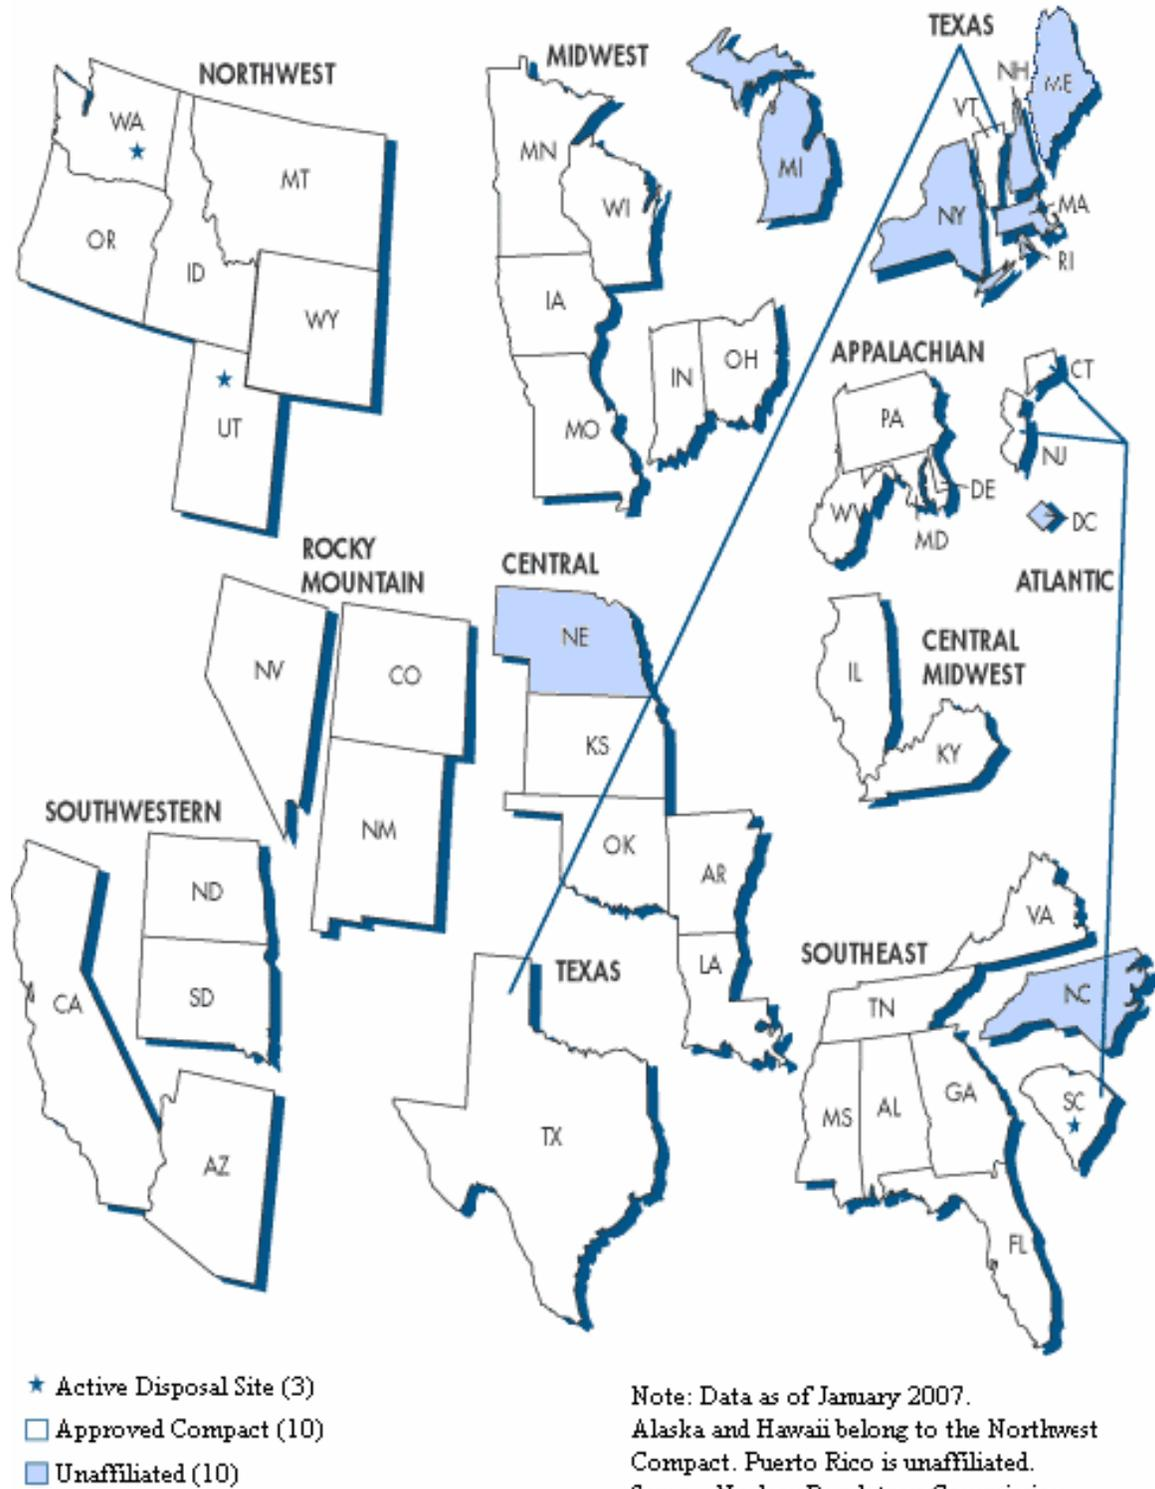 TEXAS
NORTHWEST
MIDWEST
NH
ME
VT
WA
MN
MT
MI
WI
NY
MA
OR
RI
ID
IA
WY
APPALACHIAN
OH
IN
CT
PA
UT
MO
NJ
DE
WV
DC
MD
ROCKY
MOUNTAIN
CENTRAL
ATLANTIC
NE
CENTRAL
MIDWEST
NV
CO
IL
KS
KY
SOUTHWESTERN
NM
OK
ND
AR
VA
SOUTHEAST
TEXAS
LA
CA
SD
TN
NC
GA
SC
MS
AL
TX
AZ
FL
Active Disposal Site (3)
Approved Compact (10)
Unaffiliated (10)
Note: Data as of January 2007.
Alaska and Hawaii belong to the Northwest
Compact. Puerto Rico is unaffiliated.